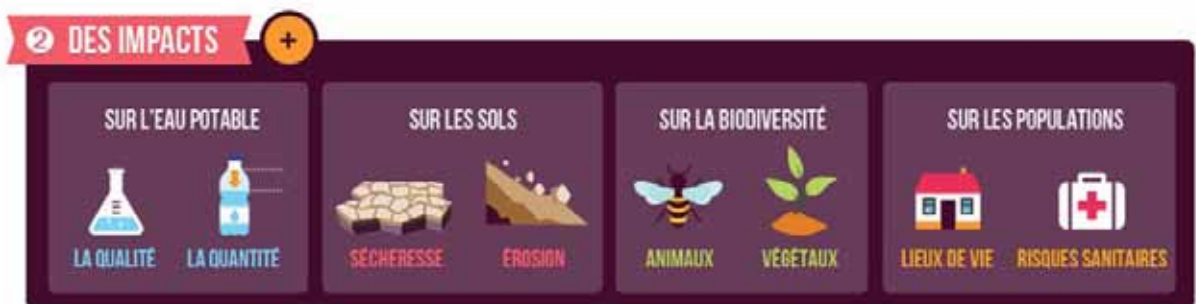 2 DES IMPACTS +
SUR L'EAU POTABLE
LA QUALITÉ LA QUANTITÉ
SUR LES SOLS
SÉCHERESSE ÉROSION
SUR LA BIODIVERSITÉ
ANIMAUX VÉGÉTAUX
SUR LES POPULATIONS
LIEUX DE VIE RISQUES SANITAIRES